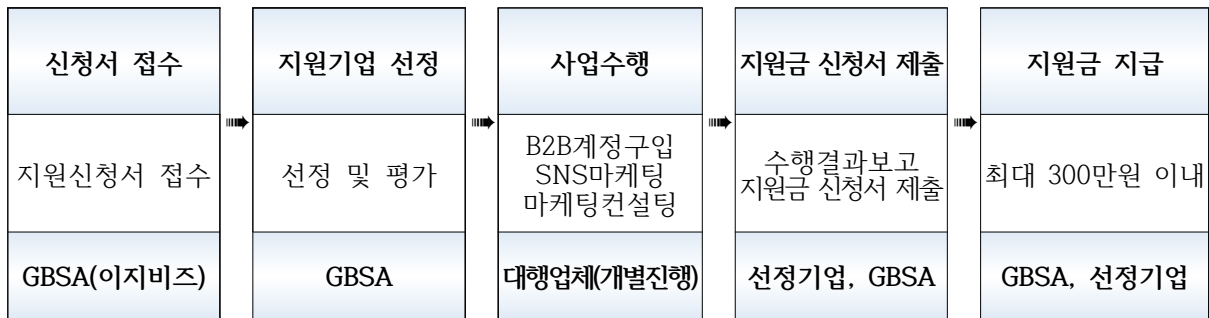 신청서 접수
지원기업 선정
사업수행
지원금 신청서 제출
지원금 지급
지원신청서 접수
선정 및 평가
B2B계정구입
SNS마케팅
마케팅컨설팅
수행결과보고
지원금 신청서 제출
최대 300만원 이내
GBSA(이지비즈)
GBSA
대행업체(개별진행)
선정기업, GBSA
GBSA, 선정기업